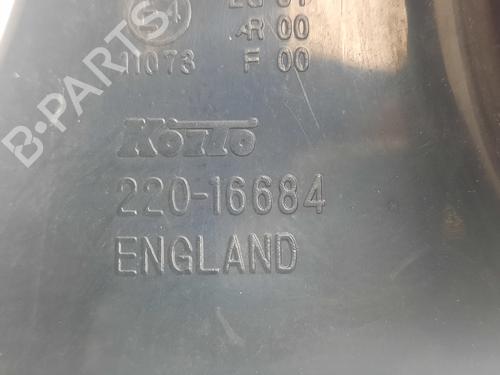 AR 00
11073 F 00
Koito
220-16684
ENGLAND
B-PARTS